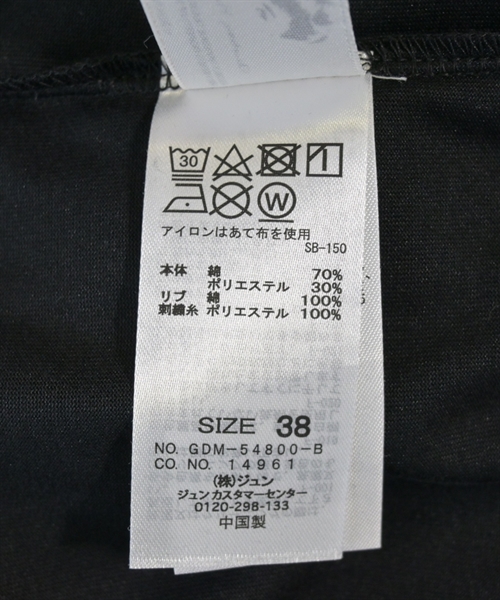 30
W
アイロンはあて布を使用
SB-150
本体 綿 70%
ポリエステル 30%
リブ 綿 100%
刺繍糸 ポリエステル 100%
SIZE 38
NO. GDM-54800-B
CO. NO. 14961
(株)ジュン
ジュンカスタマーセンター
0120-298-133
中国製